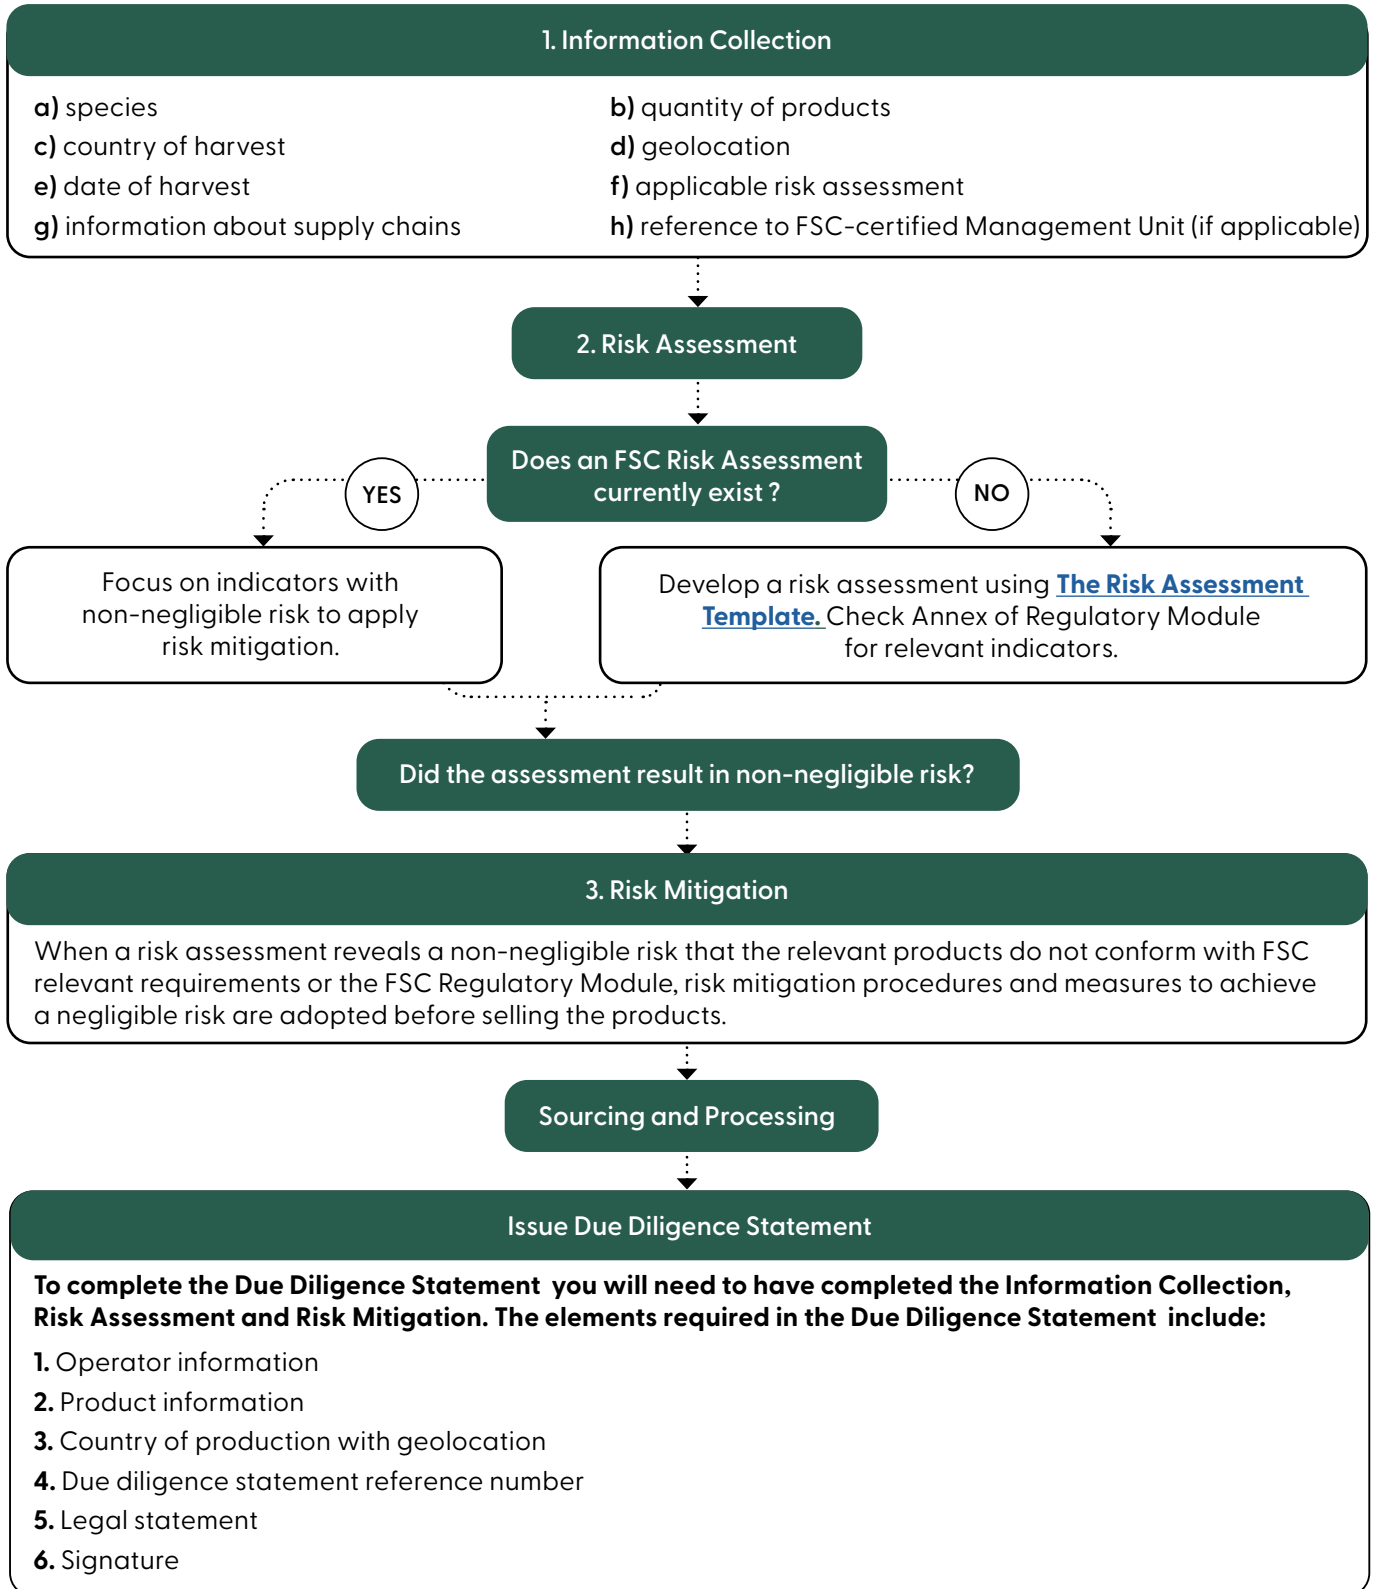 1. Information Collection
a) species
b) quantity of products
c) country of harvest
d) geolocation
e) date of harvest
f) applicable risk assessment
g) information about supply chains
h) reference to FSC-certified Management Unit (if applicable)
2. Risk Assessment
Does an FSC Risk Assessment
currently exist ?
YES
NO
Focus on indicators with
non-negligible risk to apply
risk mitigation.
Develop a risk assessment using The Risk Assessment
Template. Check Annex of Regulatory Module
for relevant indicators.
Did the assessment result in non-negligible risk?
3. Risk Mitigation
When a risk assessment reveals a non-negligible risk that the relevant products do not conform with FSC
relevant requirements or the FSC Regulatory Module, risk mitigation procedures and measures to achieve
a negligible risk are adopted before selling the products.
Sourcing and Processing
Issue Due Diligence Statement
To complete the Due Diligence Statement you will need to have completed the Information Collection,
Risk Assessment and Risk Mitigation. The elements required in the Due Diligence Statement include:
1. Operator information
2. Product information
3. Country of production with geolocation
4. Due diligence statement reference number
5. Legal statement
6. Signature